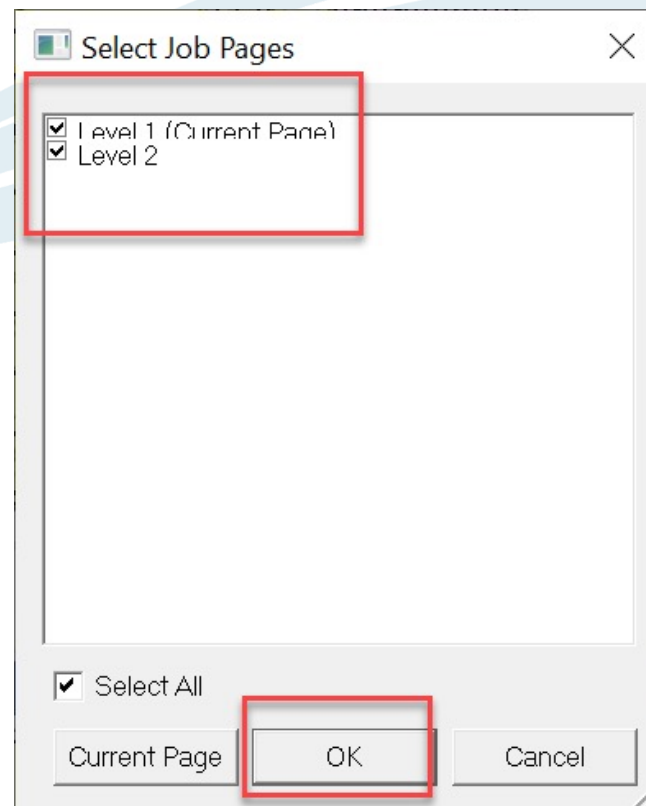 Select Job Pages
Level 1 (Current Page)
Level 2
Select All
Current Page
OK
Cancel